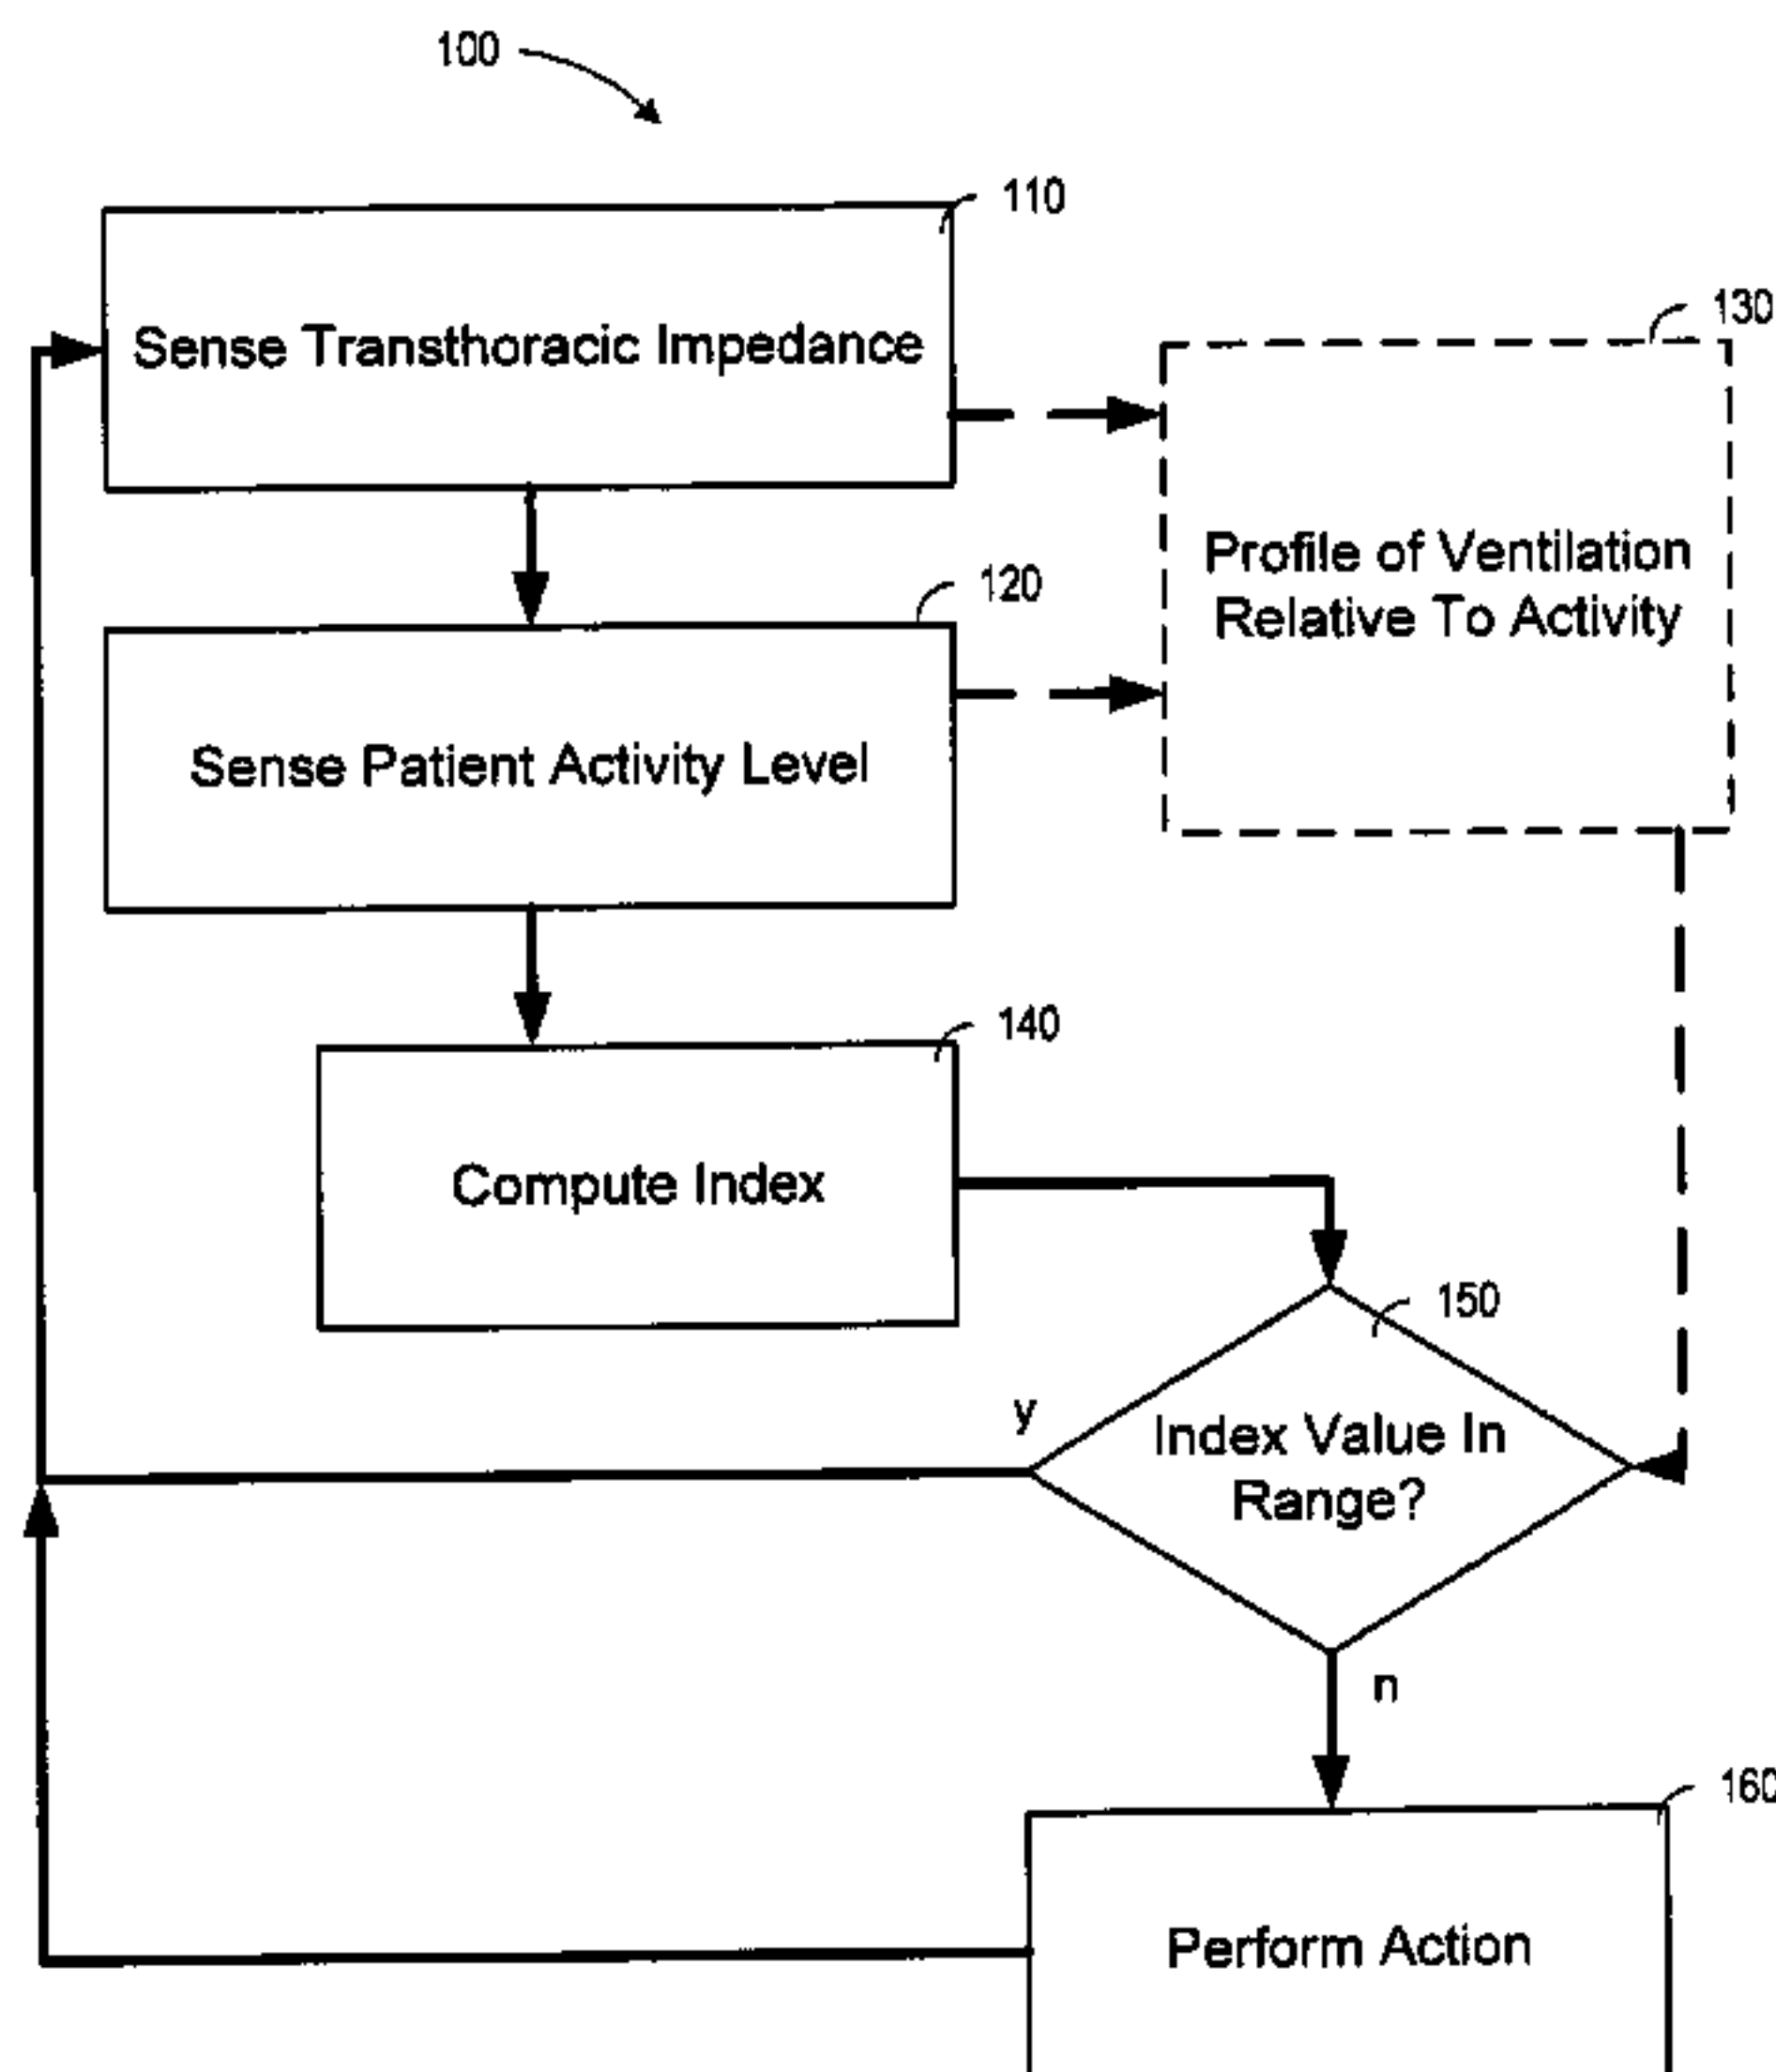 100
110
Sense Transthoracic Impedance
130
Profile of Ventilation
Relative To Activity
120
Sense Patient Activity Level
140
Compute Index
150
y
Index Value In
Range?
n
160
Perform Action